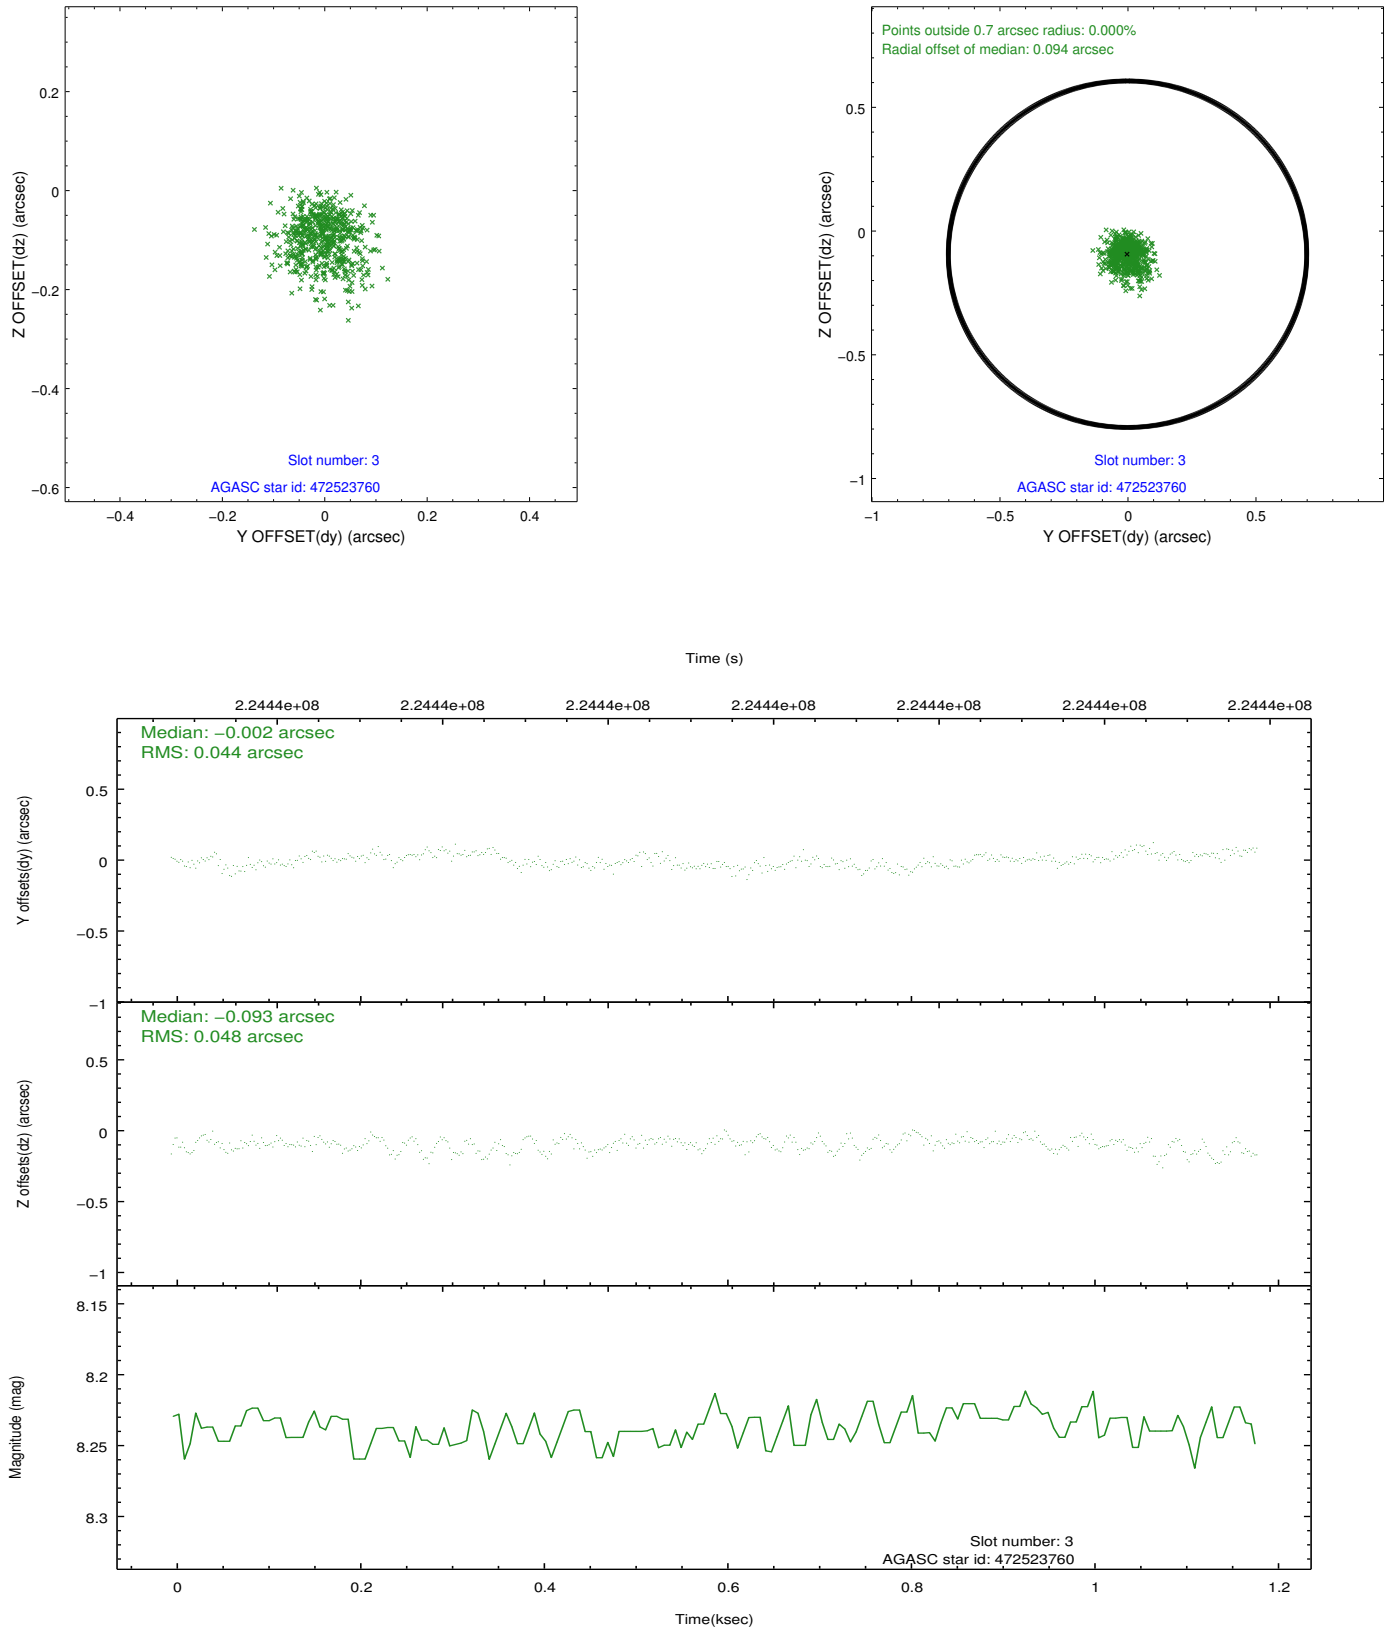 0.2
0
−0.2
−0.4
−0.6
Z OFFSET(dz) (arcsec)
Slot number: 3
AGASC star id: 472523760
−0.4
−0.2
0
0.2
0.4
Y OFFSET(dy) (arcsec)
Points outside 0.7 arcsec radius: 0.000%
Radial offset of median: 0.094 arcsec
0.5
0
−0.5
−1
Z OFFSET(dz) (arcsec)
Slot number: 3
AGASC star id: 472523760
−1
−0.5
0
0.5
Y OFFSET(dy) (arcsec)
Time (s)
2.2444e+08
2.2444e+08
2.2444e+08
2.2444e+08
2.2444e+08
2.2444e+08
2.2444e+08
Median: −0.002 arcsec
RMS: 0.044 arcsec
0.5
0
−0.5
−1
Y offsets(dy) (arcsec)
Median: −0.093 arcsec
RMS: 0.048 arcsec
0.5
0
−0.5
−1
Z offsets(dz) (arcsec)
8.15
8.2
8.25
8.3
Magnitude (mag)
Slot number: 3
AGASC star id: 472523760
0
0.2
0.4
0.6
0.8
1
1.2
Time(ksec)